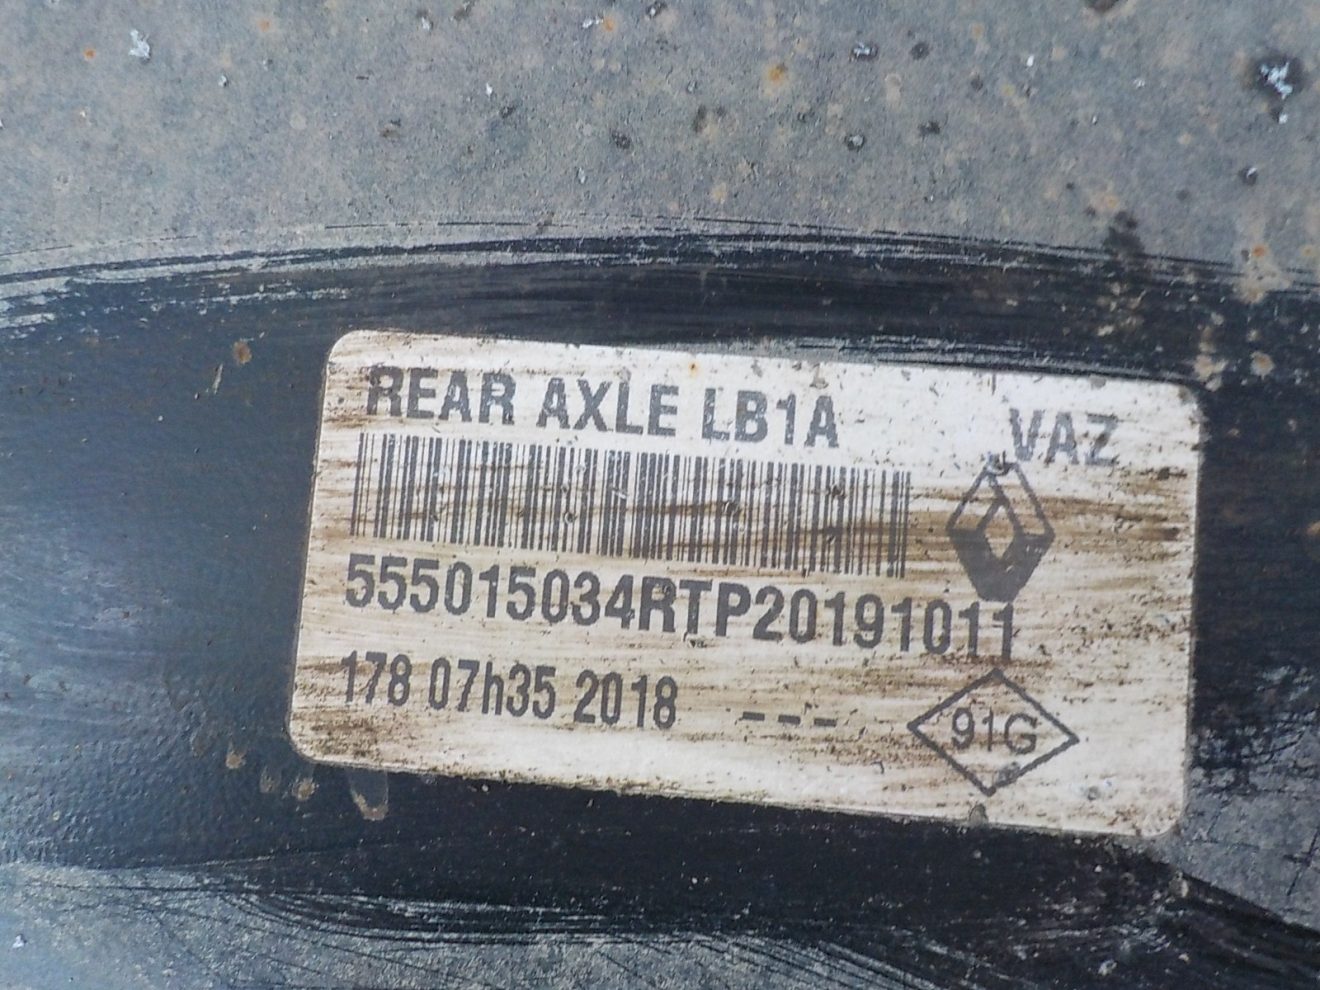 REAR AXLE LB1A VAZ
555015034RTP20191011
178 07h35 2018 ---
91G